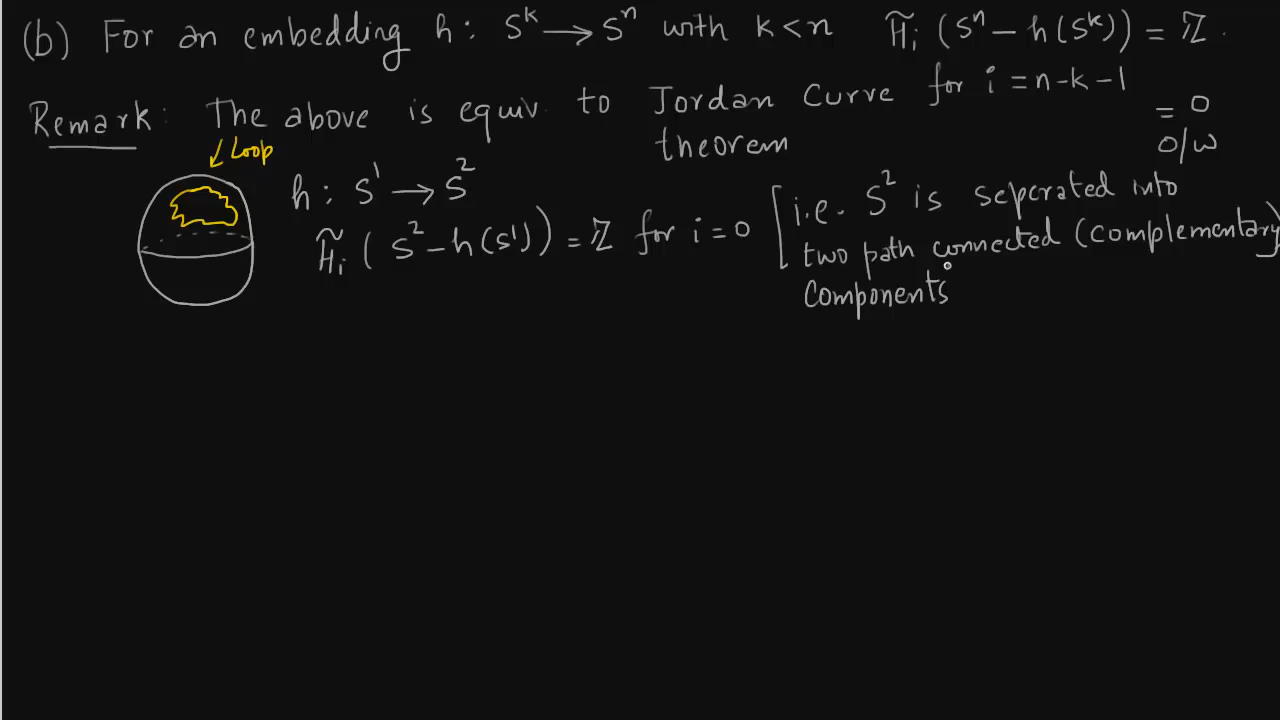 (b) For an embedding h : S^k → S^n with k < n H̃_i (S^n − h(S^k)) = ℤ .
for i = n-k-1
= 0
0/w
Remark : The above is equiv. to Jordan Curve
theorem
↙ Loop
h : S^1 → S^2
H̃_i ( S^2 − h(S^1)) = ℤ for i = 0
[ i.e. S^2 is seperated into
two path connected (complementary)
Components